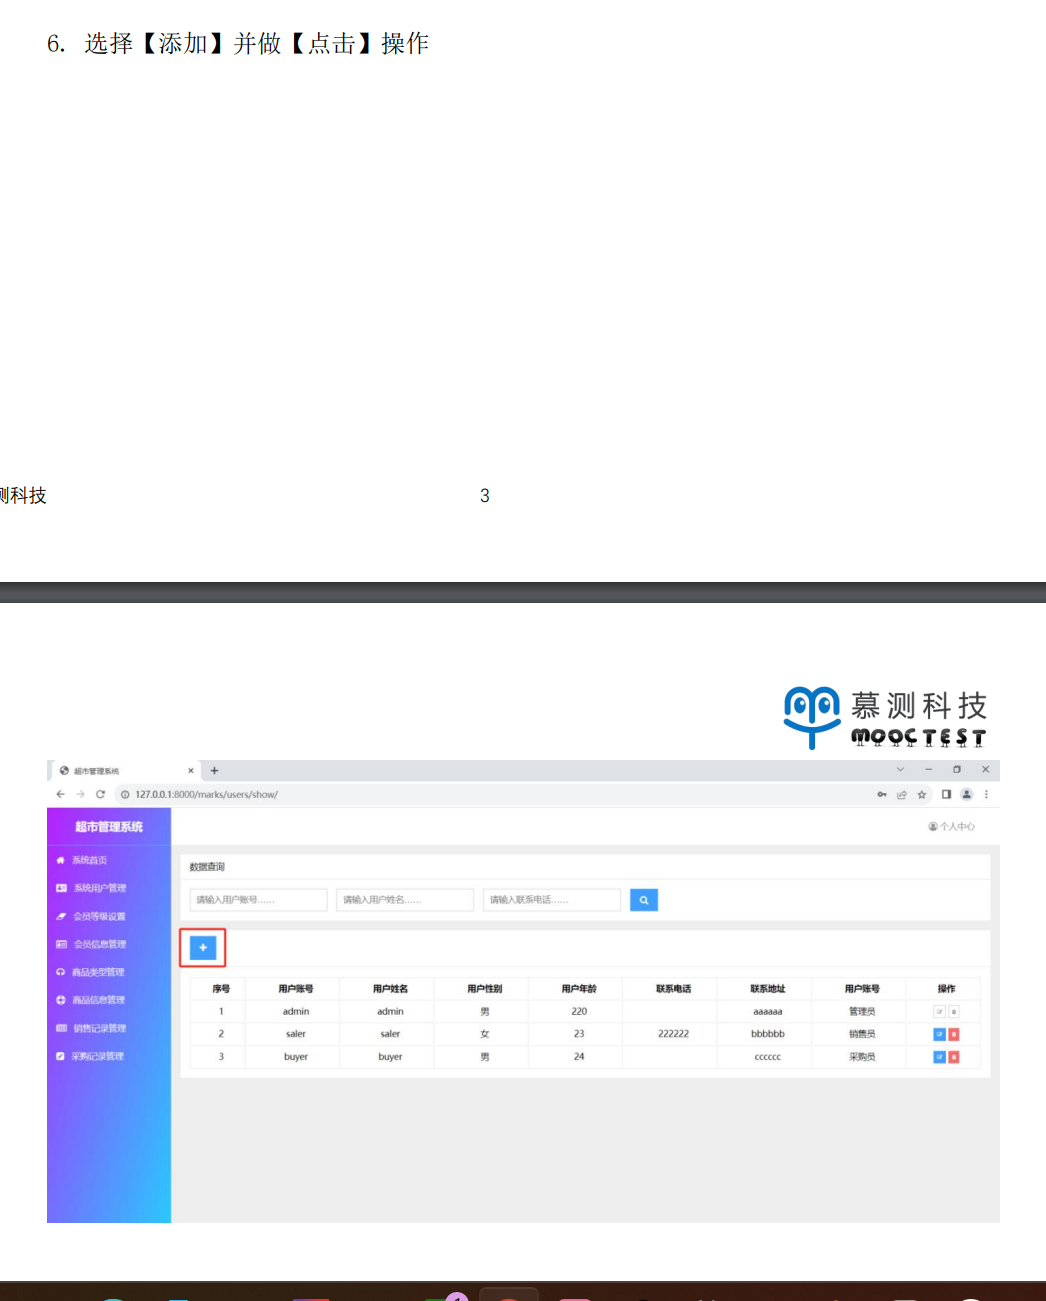 6. 选择【添加】并做【点击】操作
测科技
3
慕测科技
MOOCTEST
超市管理系统
127.0.0.1:8000/marks/users/show/
超市管理系统
个人中心
系统首页
系统用户管理
会员等级设置
会员信息管理
商品类型管理
商品信息管理
销售记录管理
采购记录管理
数据查询
请输入用户账号...... 请输入用户姓名...... 请输入联系电话......
序号 用户账号 用户姓名 用户性别 用户年龄 联系电话 联系地址 用户账号 操作
1 admin admin 男 220 aaaaaa 管理员
2 saler saler 女 23 222222 bbbbbb 销售员
3 buyer buyer 男 24 cccccc 采购员